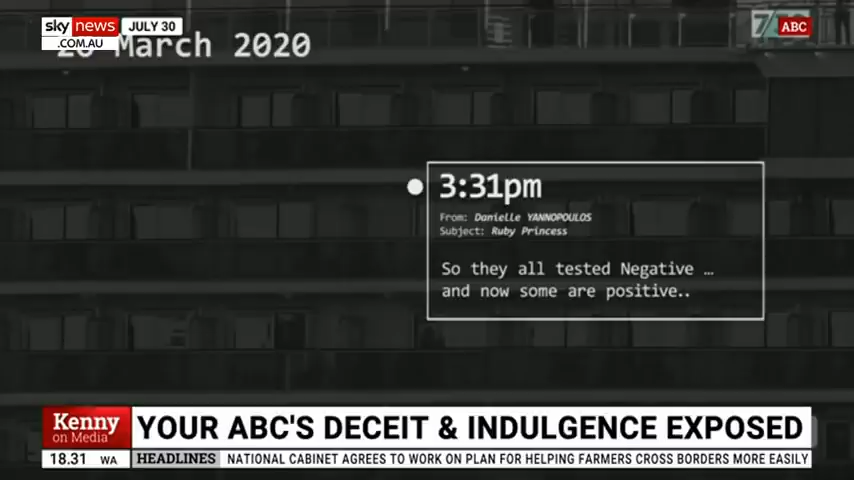 sky news
JULY 30
.COM.AU
March 2020
7.30
ABC
3:31pm
From: Danielle YANNOPOULOS
Subject: Ruby Princess
So they all tested Negative …
and now some are positive..
Kenny
on Media
YOUR ABC'S DECEIT & INDULGENCE EXPOSED
18.31 WA
HEADLINES
NATIONAL CABINET AGREES TO WORK ON PLAN FOR HELPING FARMERS CROSS BORDERS MORE EASILY